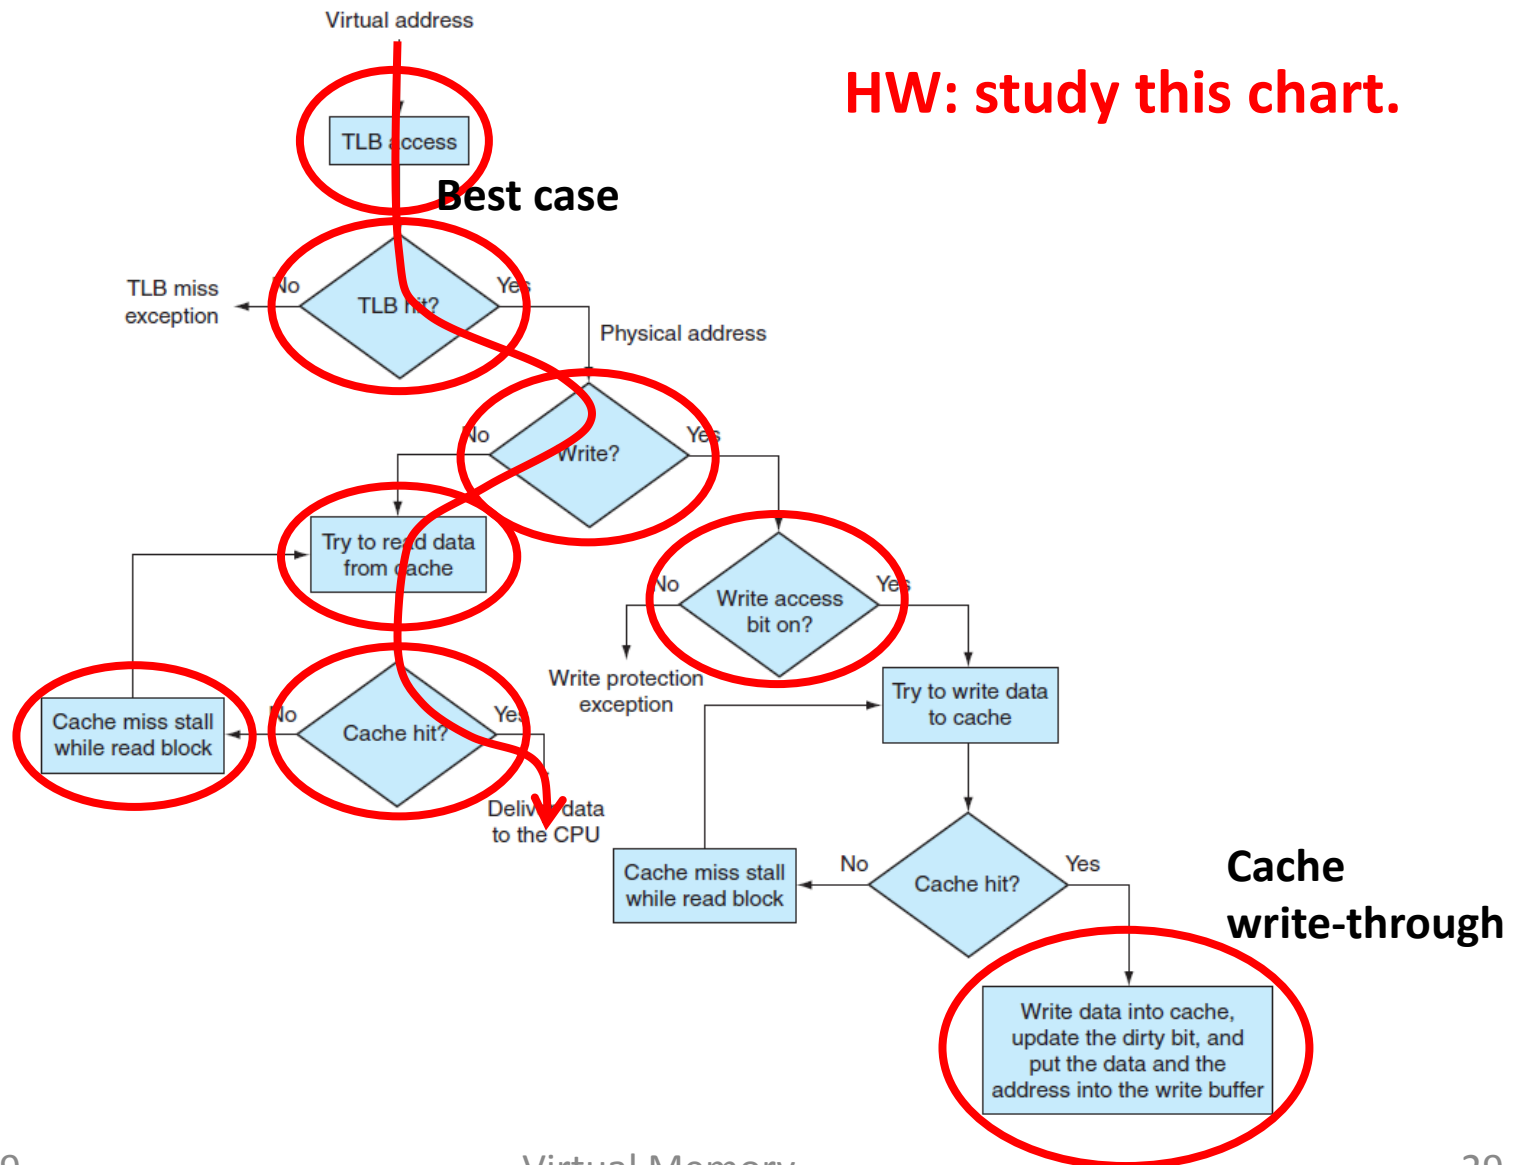 Virtual address
HW: study this chart.
TLB access
Best case
No
Yes
TLB miss
exception
TLB hit?
Physical address
No
Yes
Write?
Try to read data
from cache
No
Yes
Write access
bit on?
Write protection
exception
Try to write data
to cache
Cache miss stall
while read block
No
Yes
Cache hit?
Deliver data
to the CPU
Cache miss stall
while read block
No
Yes
Cache hit?
Cache
write-through
Write data into cache,
update the dirty bit, and
put the data and the
address into the write buffer
Virtual Memory